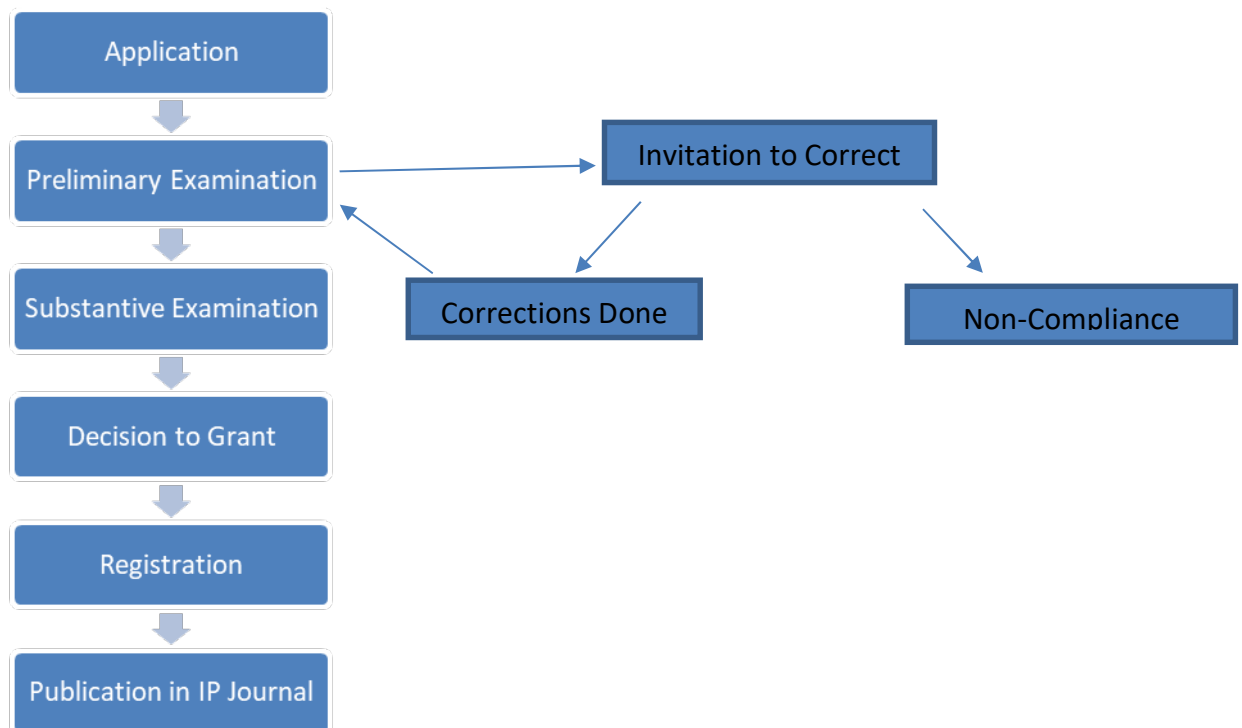 Application
Preliminary Examination
Invitation to Correct
Substantive Examination
Corrections Done
Non-Compliance
Decision to Grant
Registration
Publication in IP Journal